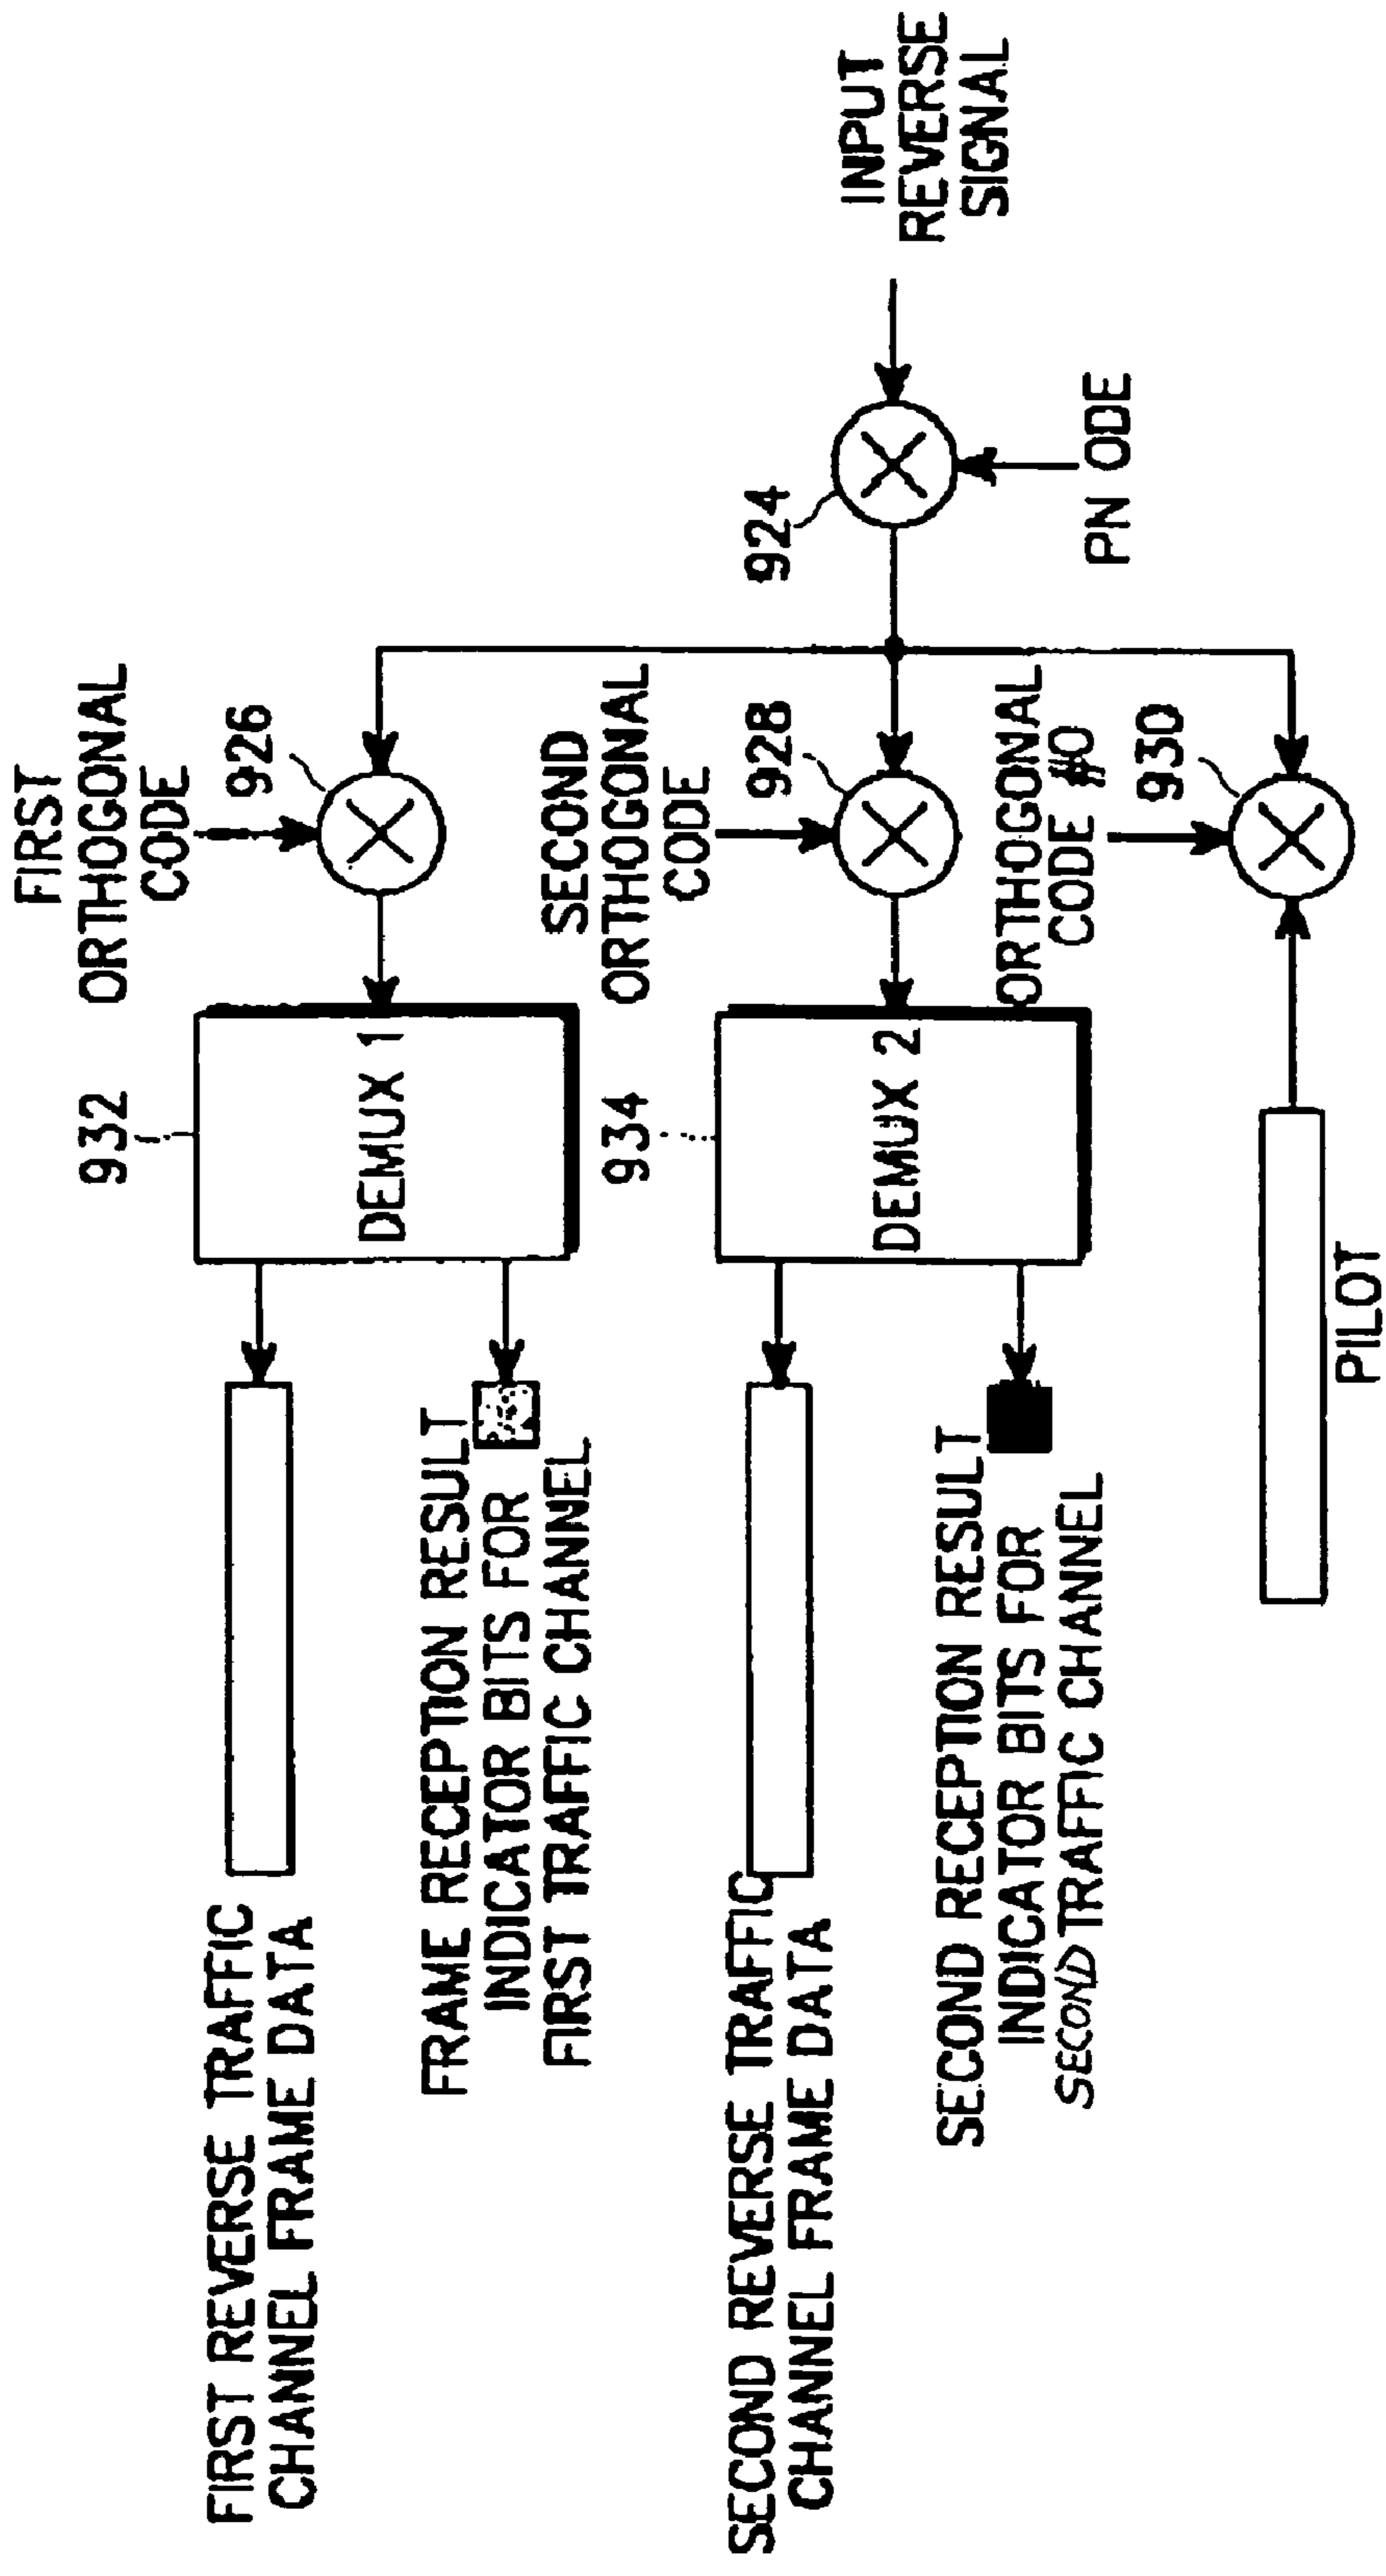 FIRST REVERSE TRAFFIC
CHANNEL FRAME DATA
932
DEMUX 1
FIRST
ORTHOGONAL
CODE
926
FRAME RECEPTION RESULT
INDICATOR BITS FOR
FIRST TRAFFIC CHANNEL
SECOND REVERSE TRAFFIC
CHANNEL FRAME DATA
934
DEMUX 2
SECOND
ORTHOGONAL
CODE
928
924
INPUT
REVERSE
SIGNAL
SECOND RECEPTION RESULT
INDICATOR BITS FOR
SECOND TRAFFIC CHANNEL
ORTHOGONAL
CODE #0
930
PN ODE
PILOT